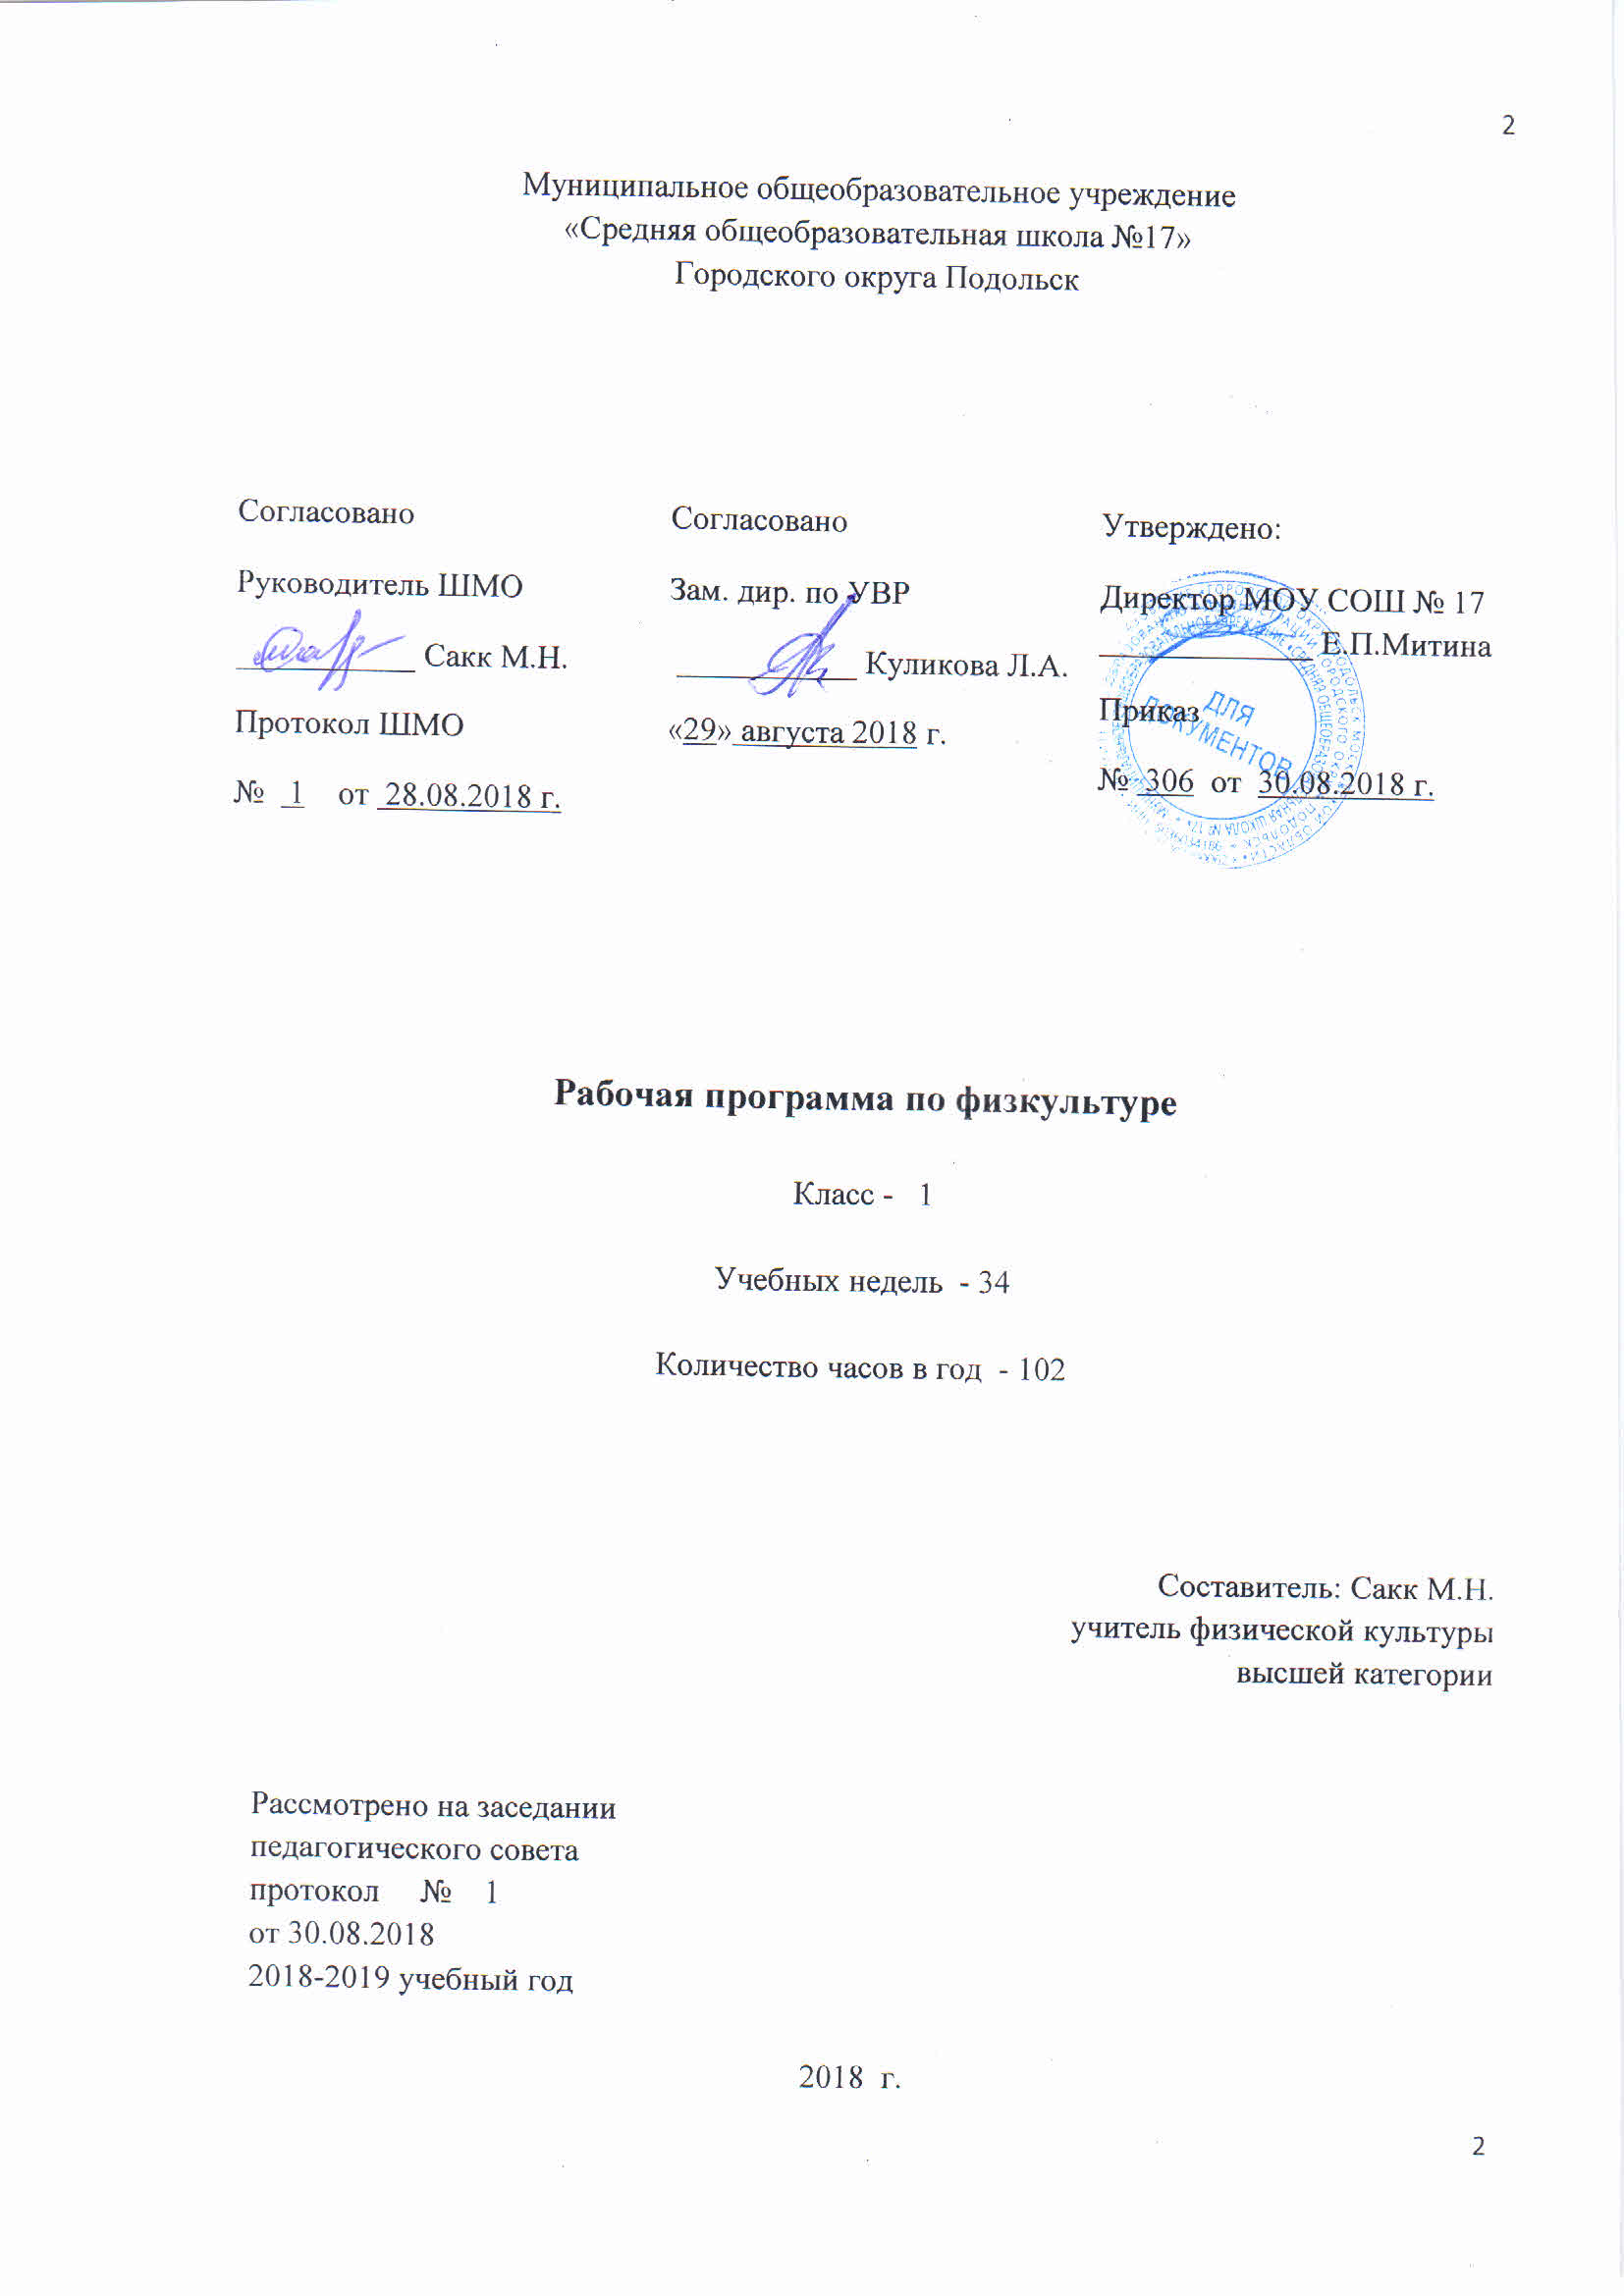 2
Муниципальное общеобразовательное учреждение
«Средняя общеобразовательная школа №17»
Городского округа Подольск
Согласовано
Руководитель ШМО
Сакк М.Н.
Протокол ШМО
№ 1 от 28.08.2018 г.
Согласовано
Зам. дир. по УВР
Куликова Л.А.
«29» августа 2018 г.
Утверждено:
Директор МОУ СОШ № 17
Е.П.Митина
Приказ
№ 306 от 30.08.2018 г.
ДЛЯ
ДОКУМЕНТОВ
Рабочая программа по физкультуре
Класс - 1
Учебных недель - 34
Количество часов в год - 102
Составитель: Сакк М.Н.
учитель физической культуры
высшей категории
Рассмотрено на заседании
педагогического совета
протокол № 1
от 30.08.2018
2018-2019 учебный год
2018 г.
2